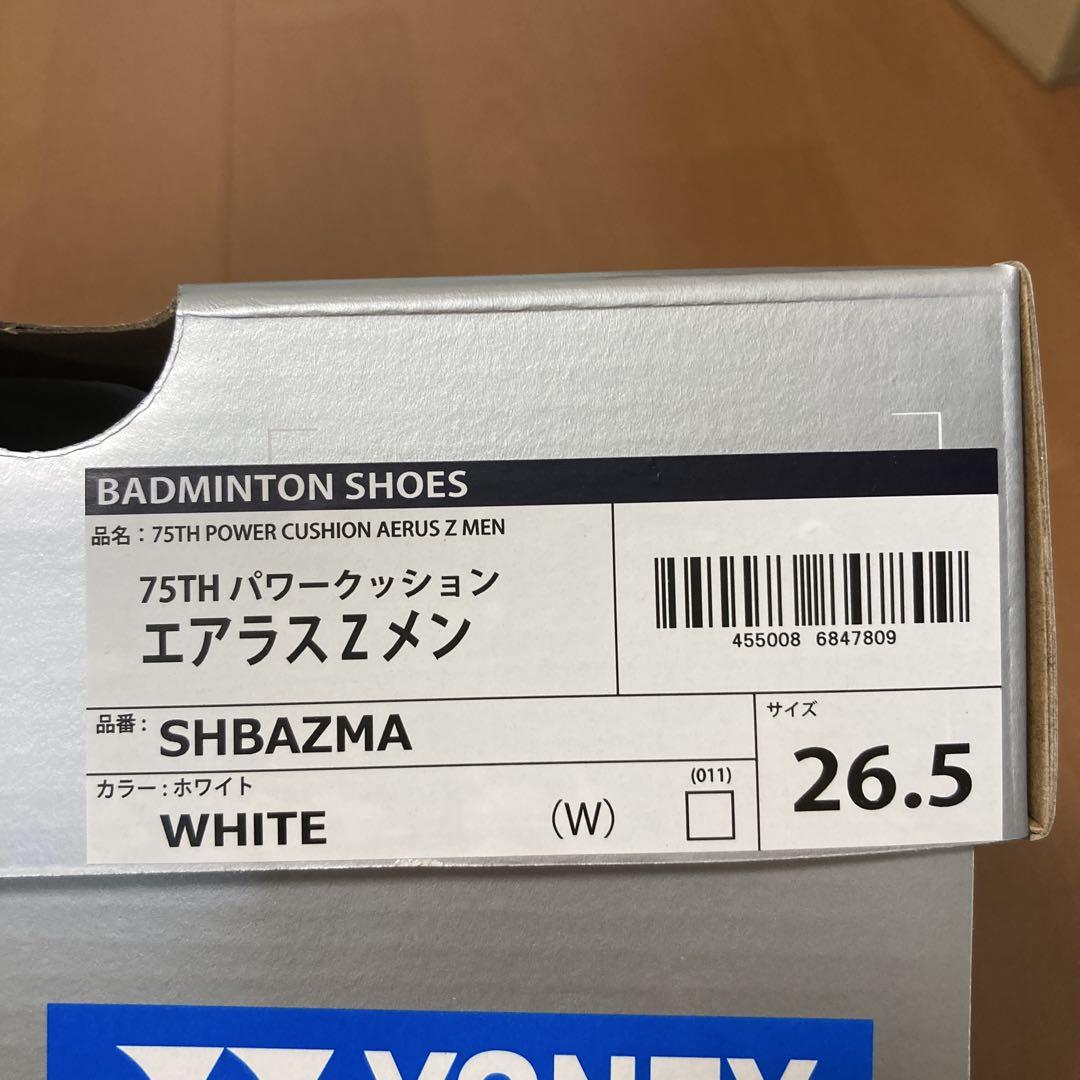 BADMINTON SHOES
品名：75TH POWER CUSHION AERUS Z MEN
75TH パワークッション
エアラス Z メン
455008 6847809
品番： SHBAZMA
カラー：ホワイト
WHITE (W) (011)
サイズ
26.5
YONEX